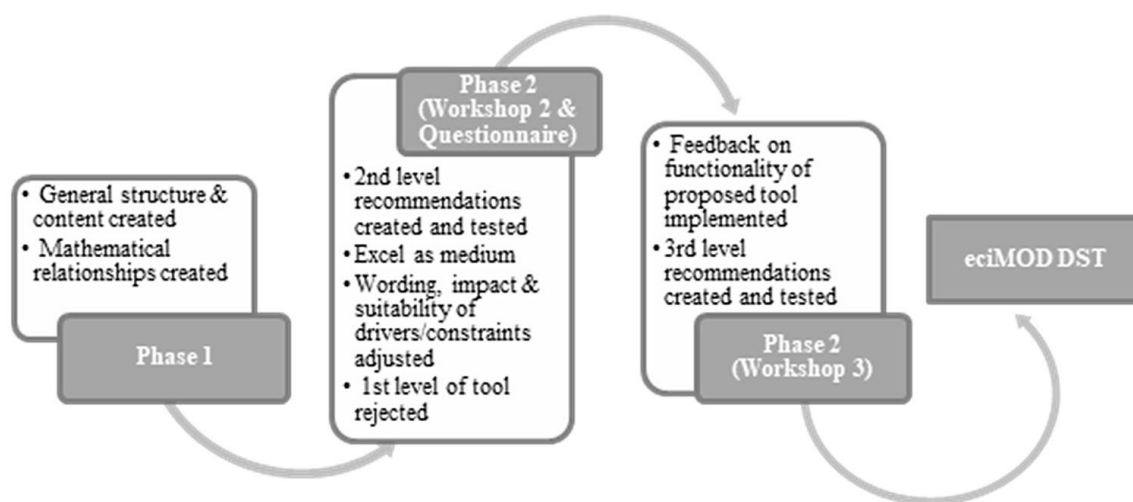 • General structure &
content created
• Mathematical
relationships created
Phase 1
Phase 2
(Workshop 2 &
Questionnaire)
• 2nd level
recommendations
created and tested
• Excel as medium
• Wording, impact &
suitability of
drivers/constraints
adjusted
• 1st level of tool
rejected
• Feedback on
functionality of
proposed tool
implemented
• 3rd level
recommendations
created and tested
Phase 2
(Workshop 3)
eciMOD DST